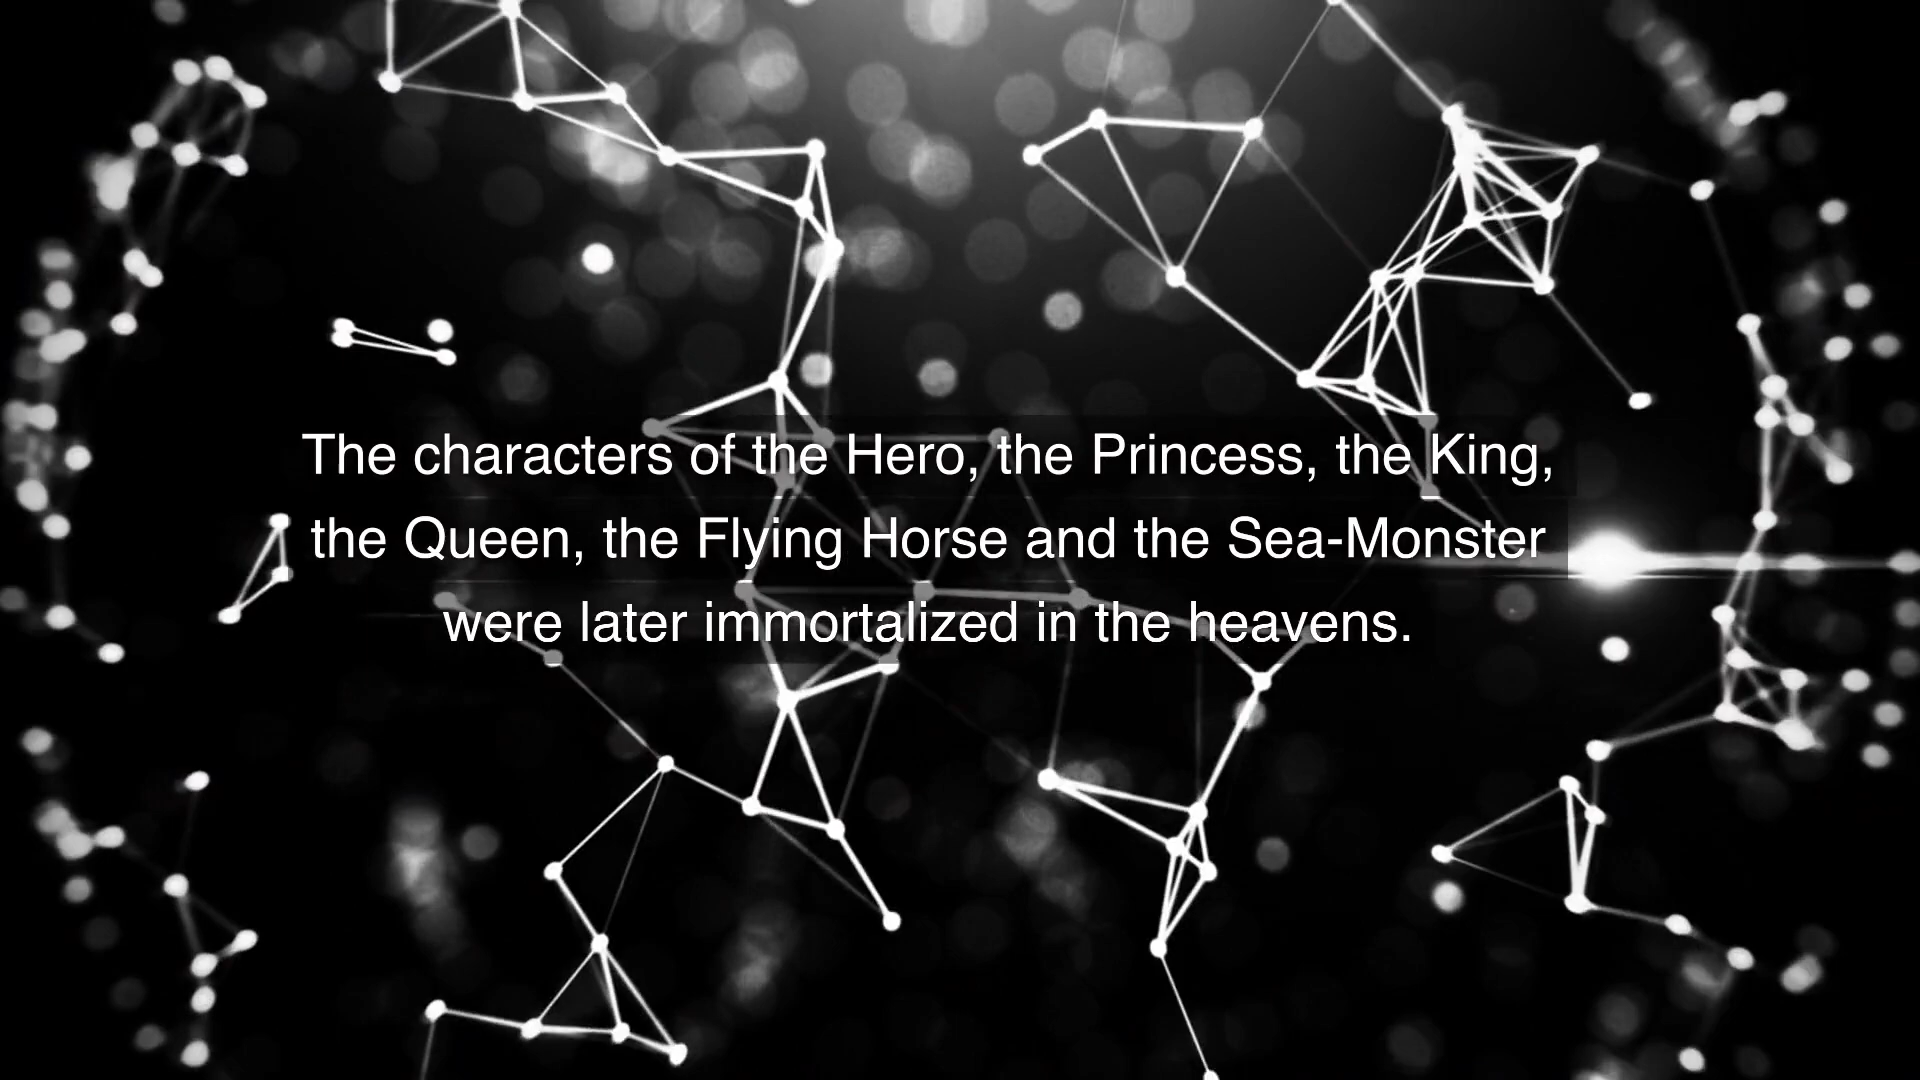 The characters of the Hero, the Princess, the King,
the Queen, the Flying Horse and the Sea-Monster
were later immortalized in the heavens.